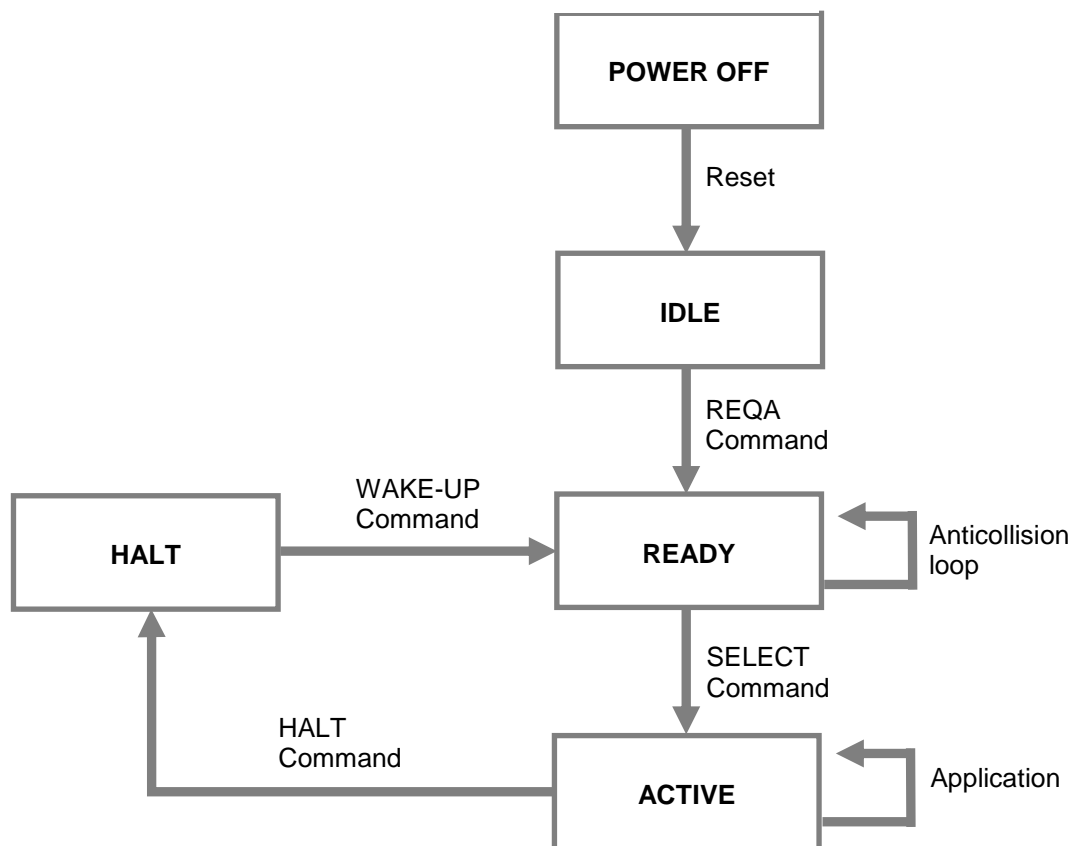 POWER OFF
Reset
IDLE
REQA
Command
WAKE-UP
Command
HALT
READY
Anticollision
loop
SELECT
Command
HALT
Command
ACTIVE
Application